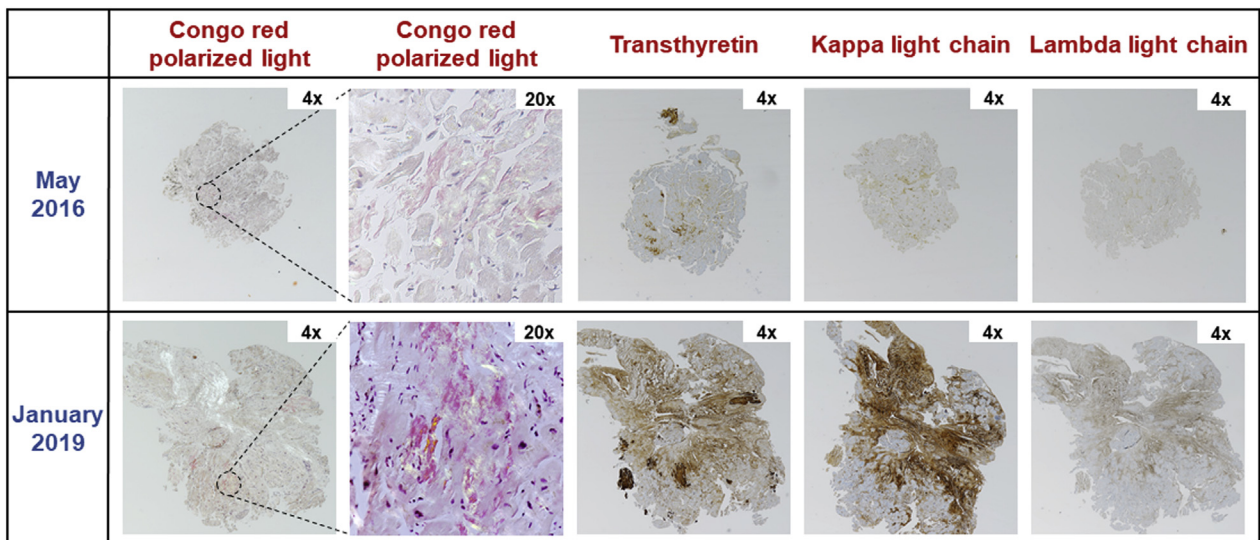 Congo red
polarized light
Congo red
polarized light
Transthyretin
Kappa light chain
Lambda light chain
May
2016
4x
20x
4x
4x
4x
January
2019
4x
20x
4x
4x
4x